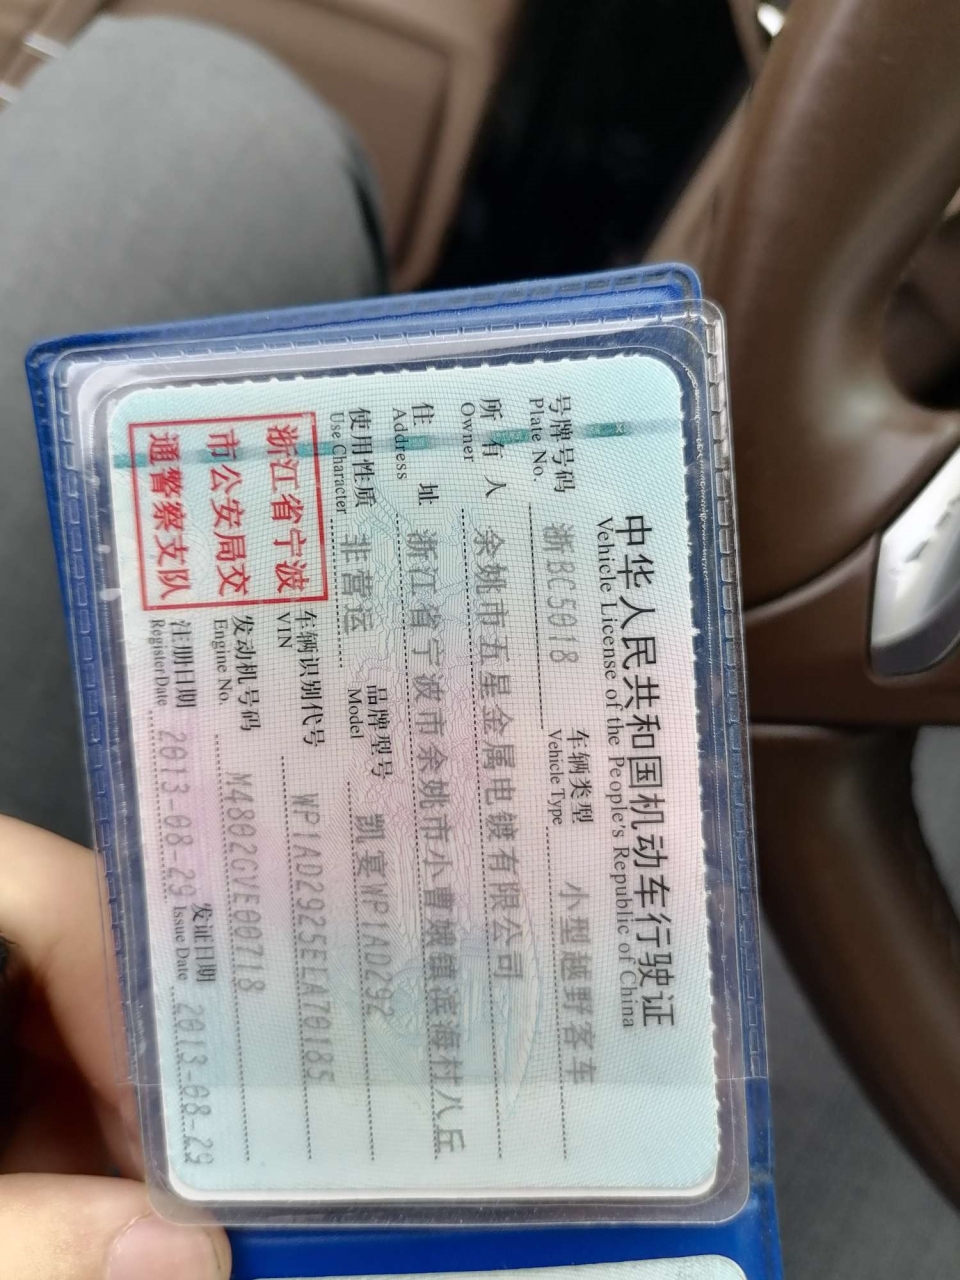 中华人民共和国机动车行驶证
Vehicle License of the People's Republic of China
号牌号码 浙BC5018 车辆类型 小型越野客车
Plate No. Vehicle Type
所有人 余姚市五星金属电镀有限公司
Owner
住址 浙江省宁波市余姚市小曹娥镇滨海村八丘
Address
使用性质 非营运 品牌型号 凯宴WP1AD292
Use Character Model
浙江省宁波
市公安局交
通警察支队
车辆识别代号 WP1AD2925ELA70185
VIN
发动机号码 M4802GVE00718
Engine No.
注册日期 2013-08-29 发证日期 2013-08-29
Register Date Issue Date